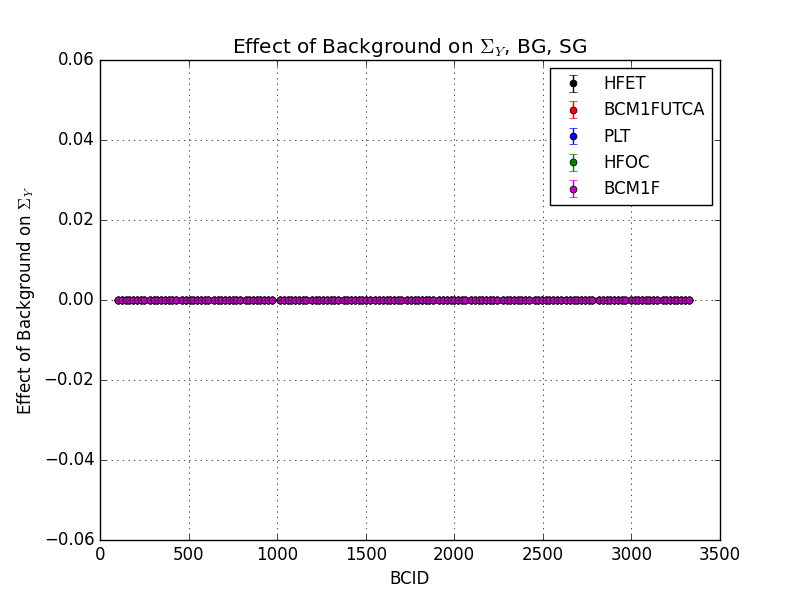 Effect of Background on Σ_Y, BG, SG
0.06
0.04
0.02
0.00
−0.02
−0.04
−0.06
Effect of Background on Σ_Y
0 500 1000 1500 2000 2500 3000 3500
BCID
HFET
BCM1FUTCA
PLT
HFOC
BCM1F